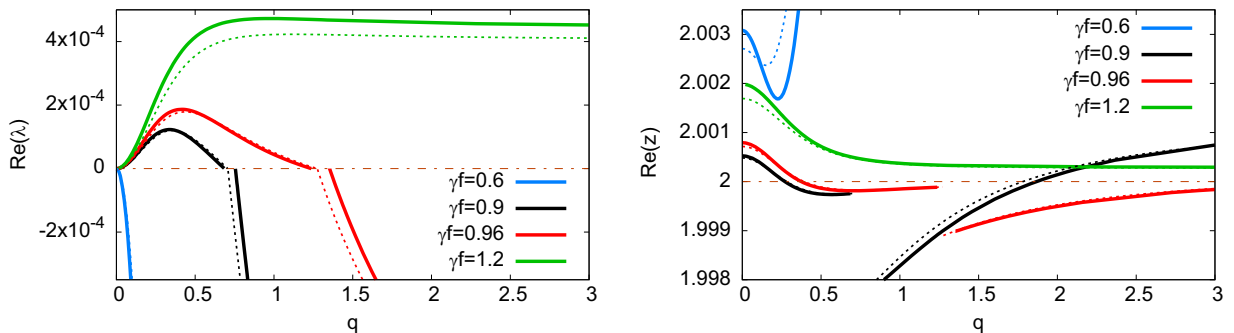 4x10⁻⁴
2x10⁻⁴
0
-2x10⁻⁴
Re(λ)
0 0.5 1 1.5 2 2.5 3
q
γf=0.6
γf=0.9
γf=0.96
γf=1.2
2.003
2.002
2.001
2
1.999
1.998
Re(z)
0 0.5 1 1.5 2 2.5 3
q
γf=0.6
γf=0.9
γf=0.96
γf=1.2